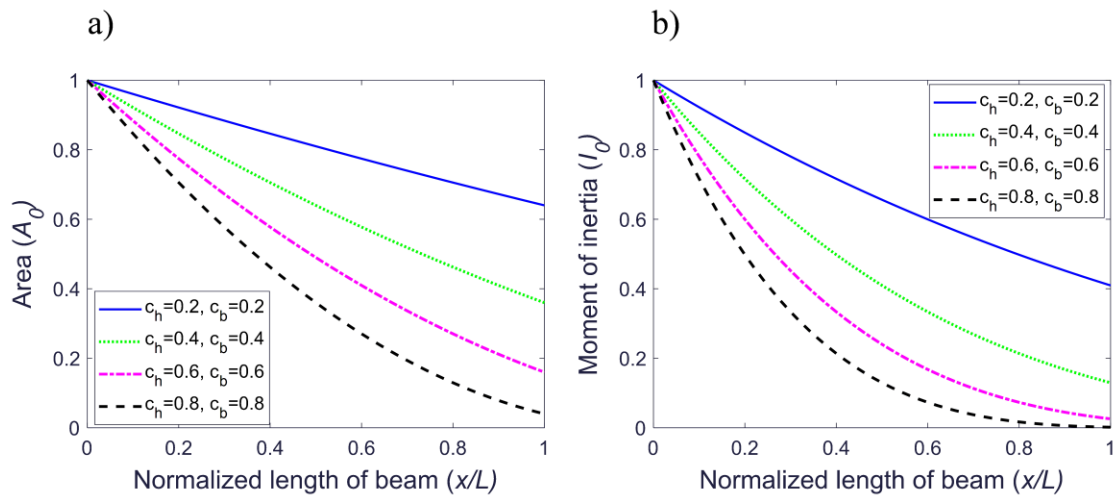 a)
1
0.8
0.6
0.4
0.2
0
Area (A_0)
c_h=0.2, c_b=0.2
c_h=0.4, c_b=0.4
c_h=0.6, c_b=0.6
c_h=0.8, c_b=0.8
0 0.2 0.4 0.6 0.8 1
Normalized length of beam (x/L)
b)
1
0.8
0.6
0.4
0.2
0
Moment of inertia (I_0)
c_h=0.2, c_b=0.2
c_h=0.4, c_b=0.4
c_h=0.6, c_b=0.6
c_h=0.8, c_b=0.8
0 0.2 0.4 0.6 0.8 1
Normalized length of beam (x/L)